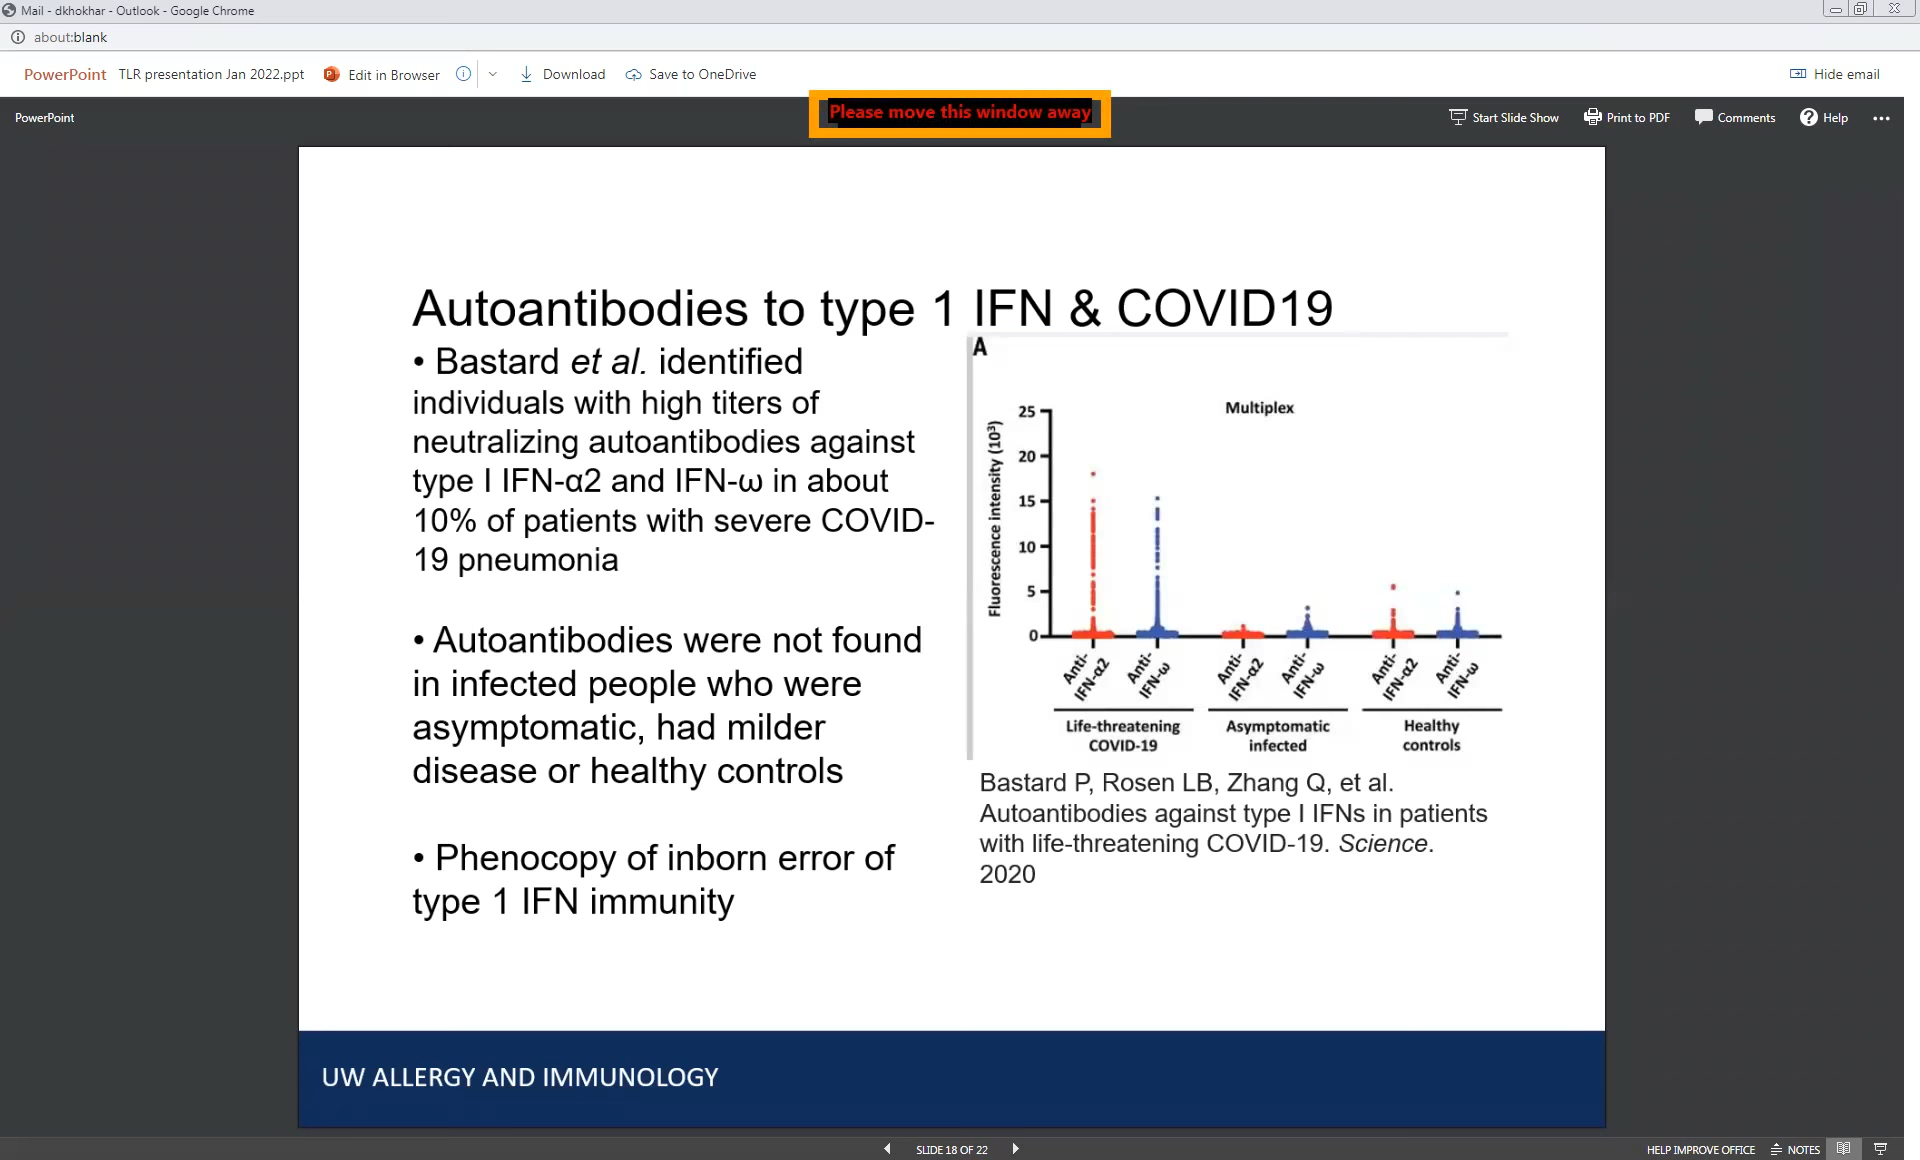 Mail - dkhokhar - Outlook - Google Chrome
about:blank
PowerPoint TLR presentation Jan 2022.ppt Edit in Browser Download Save to OneDrive Hide email
Please move this window away
PowerPoint Start Slide Show Print to PDF Comments Help
Autoantibodies to type 1 IFN & COVID19
• Bastard et al. identified
individuals with high titers of
neutralizing autoantibodies against
type I IFN-α2 and IFN-ω in about
10% of patients with severe COVID-
19 pneumonia
• Autoantibodies were not found
in infected people who were
asymptomatic, had milder
disease or healthy controls
• Phenocopy of inborn error of
type 1 IFN immunity
A
Multiplex
Fluorescence intensity (10³)
25
20
15
10
5
0
Anti-
IFN-α2
Anti-
IFN-ω
Anti-
IFN-α2
Anti-
IFN-ω
Anti-
IFN-α2
Anti-
IFN-ω
Life-threatening
COVID-19
Asymptomatic
infected
Healthy
controls
Bastard P, Rosen LB, Zhang Q, et al.
Autoantibodies against type I IFNs in patients
with life-threatening COVID-19. Science.
2020
UW ALLERGY AND IMMUNOLOGY
SLIDE 18 OF 22 HELP IMPROVE OFFICE NOTES